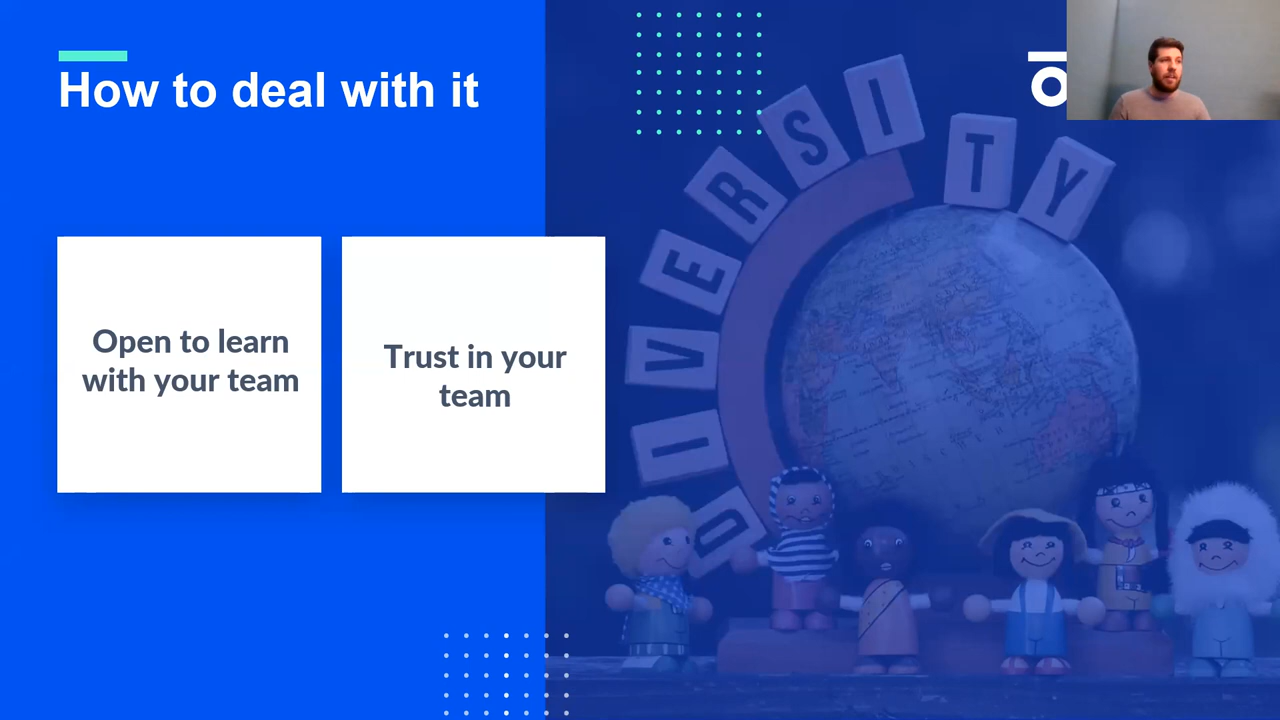 How to deal with it
Open to learn
with your team
Trust in your
team
DIVERSITY